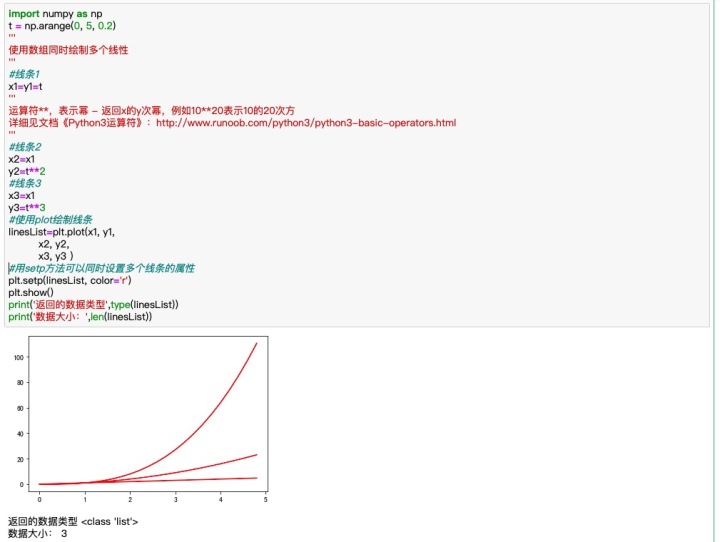 import numpy as np
t = np.arange(0, 5, 0.2)
'''
使用数组同时绘制多个线性
'''
#线条1
x1=y1=t
'''
运算符**，表示幂 - 返回x的y次幂，例如10**20表示10的20次方
详细见文档《Python3运算符》：http://www.runoob.com/python3/python3-basic-operators.html
'''
#线条2
x2=x1
y2=t**2
#线条3
x3=x1
y3=t**3
#使用plot绘制线条
linesList=plt.plot(x1, y1,
x2, y2,
x3, y3 )
#用setp方法可以同时设置多个线条的属性
plt.setp(linesList, color='r')
plt.show()
print('返回的数据类型',type(linesList))
print('数据大小：',len(linesList))
100
80
60
40
20
0
0 1 2 3 4 5
返回的数据类型 <class 'list'>
数据大小： 3